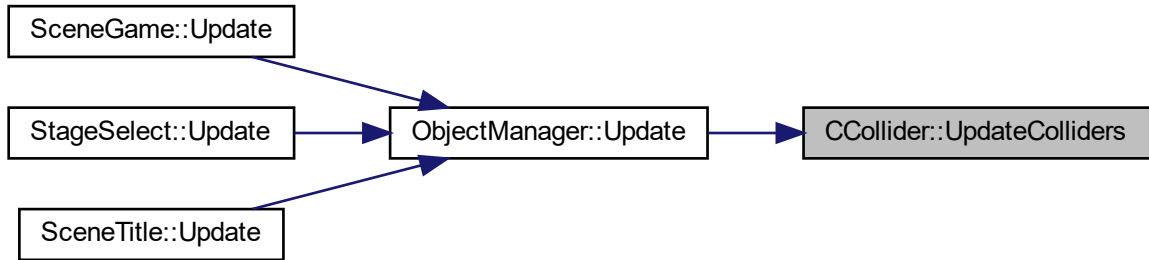 SceneGame::Update
StageSelect::Update
ObjectManager::Update
CCollider::UpdateColliders
SceneTitle::Update